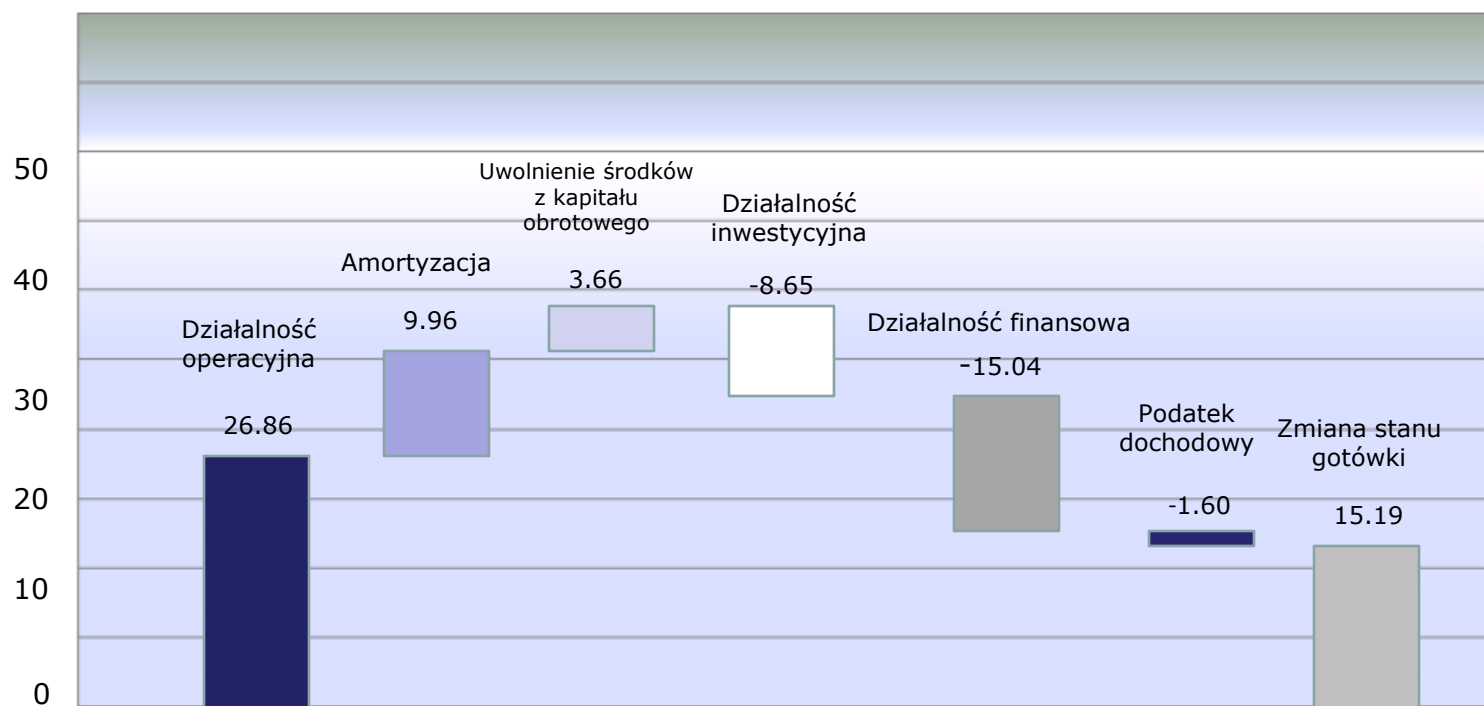 50
40
30
20
10
0
Działalność
operacyjna
26.86
Amortyzacja
9.96
Uwolnienie środków
z kapitału
obrotowego
3.66
Działalność
inwestycyjna
-8.65
Działalność finansowa
-15.04
Podatek
dochodowy
-1.60
Zmiana stanu
gotówki
15.19